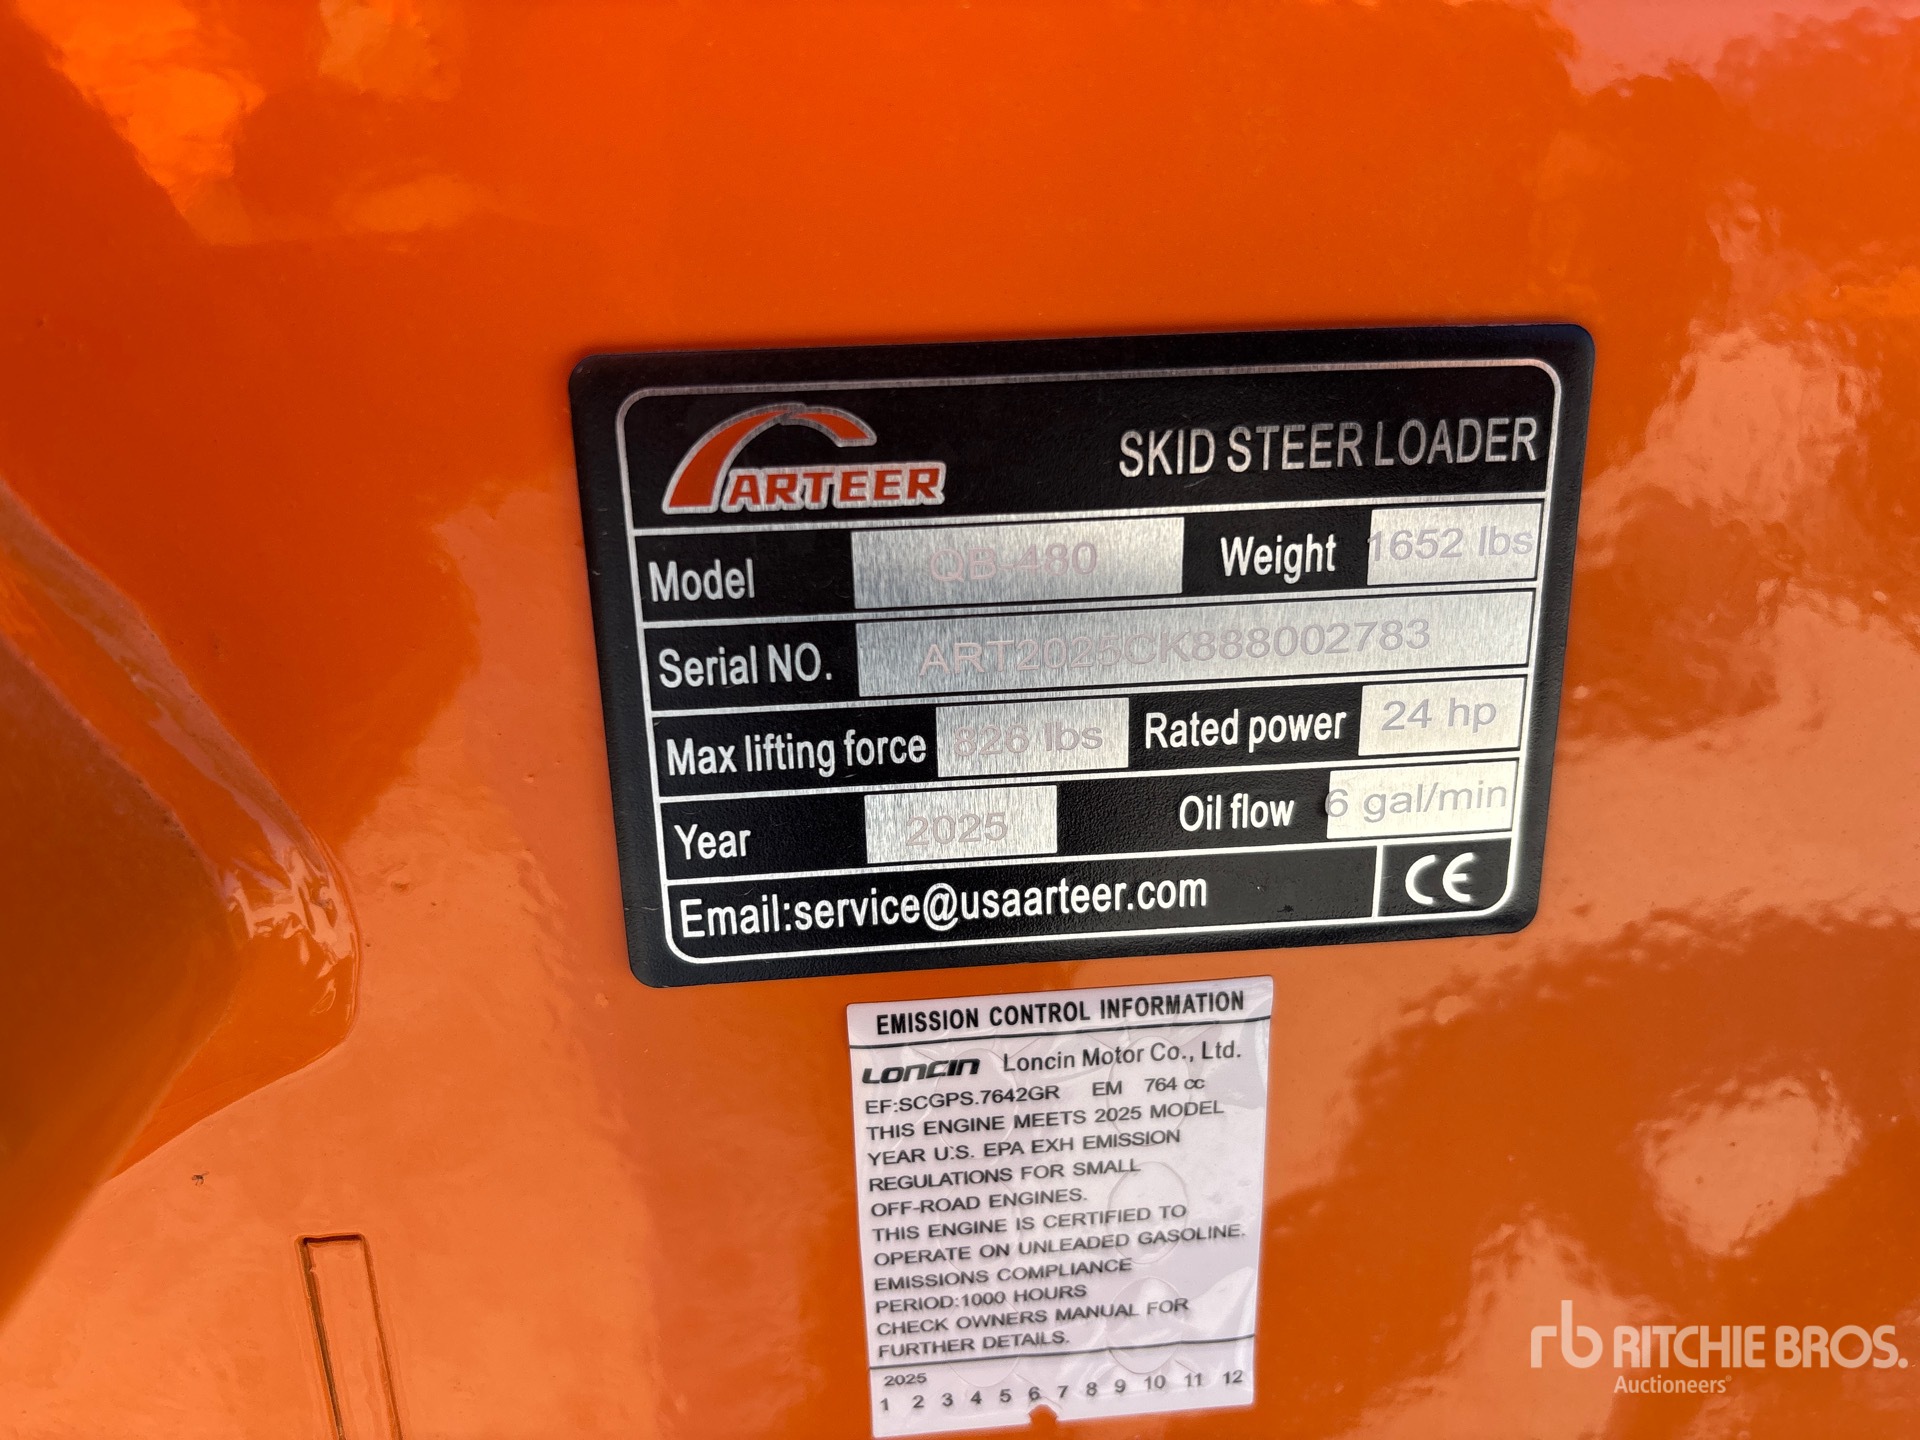 ARTEER SKID STEER LOADER
Model QB-480 Weight 1652 lbs
Serial NO. ART2025CK888002783
Max lifting force 826 lbs Rated power 24 hp
Year 2025 Oil flow 6 gal/min
Email:service@usaarteer.com CE
EMISSION CONTROL INFORMATION
LONCIN Loncin Motor Co., Ltd.
EF:SCGPS.7642GR EM 764 cc
THIS ENGINE MEETS 2025 MODEL
YEAR U.S. EPA EXH EMISSION
REGULATIONS FOR SMALL
OFF-ROAD ENGINES.
THIS ENGINE IS CERTIFIED TO
OPERATE ON UNLEADED GASOLINE.
EMISSIONS COMPLIANCE
PERIOD:1000 HOURS
CHECK OWNERS MANUAL FOR
FURTHER DETAILS.
2025
1 2 3 4 5 6 7 8 9 10 11 12
rb RITCHIE BROS.
Auctioneers